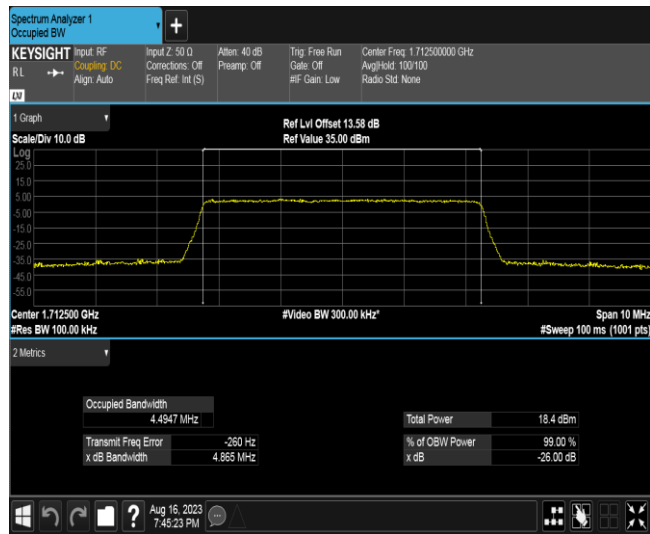 Spectrum Analyzer 1
Occupied BW
+
KEYSIGHT
R L
LXI
Input: RF
Coupling: DC
Align: Auto
Input Z: 50 Ω
Corrections: Off
Freq Ref: Int (S)
Atten: 40 dB
Preamp: Off
Trig: Free Run
Gate: Off
#IF Gain: Low
Center Freq: 1.712500000 GHz
Avg|Hold: 100/100
Radio Std: None
1 Graph
Scale/Div 10.0 dB
Ref Lvl Offset 13.58 dB
Ref Value 35.00 dBm
Log
25.0
15.0
5.00
-5.00
-15.0
-25.0
-35.0
-45.0
-55.0
Center 1.712500 GHz
#Res BW 100.00 kHz
#Video BW 300.00 kHz*
Span 10 MHz
#Sweep 100 ms (1001 pts)
2 Metrics
Occupied Bandwidth
4.4947 MHz
Transmit Freq Error -260 Hz
x dB Bandwidth 4.865 MHz
Total Power 18.4 dBm
% of OBW Power 99.00 %
x dB -26.00 dB
?
Aug 16, 2023
7:45:23 PM